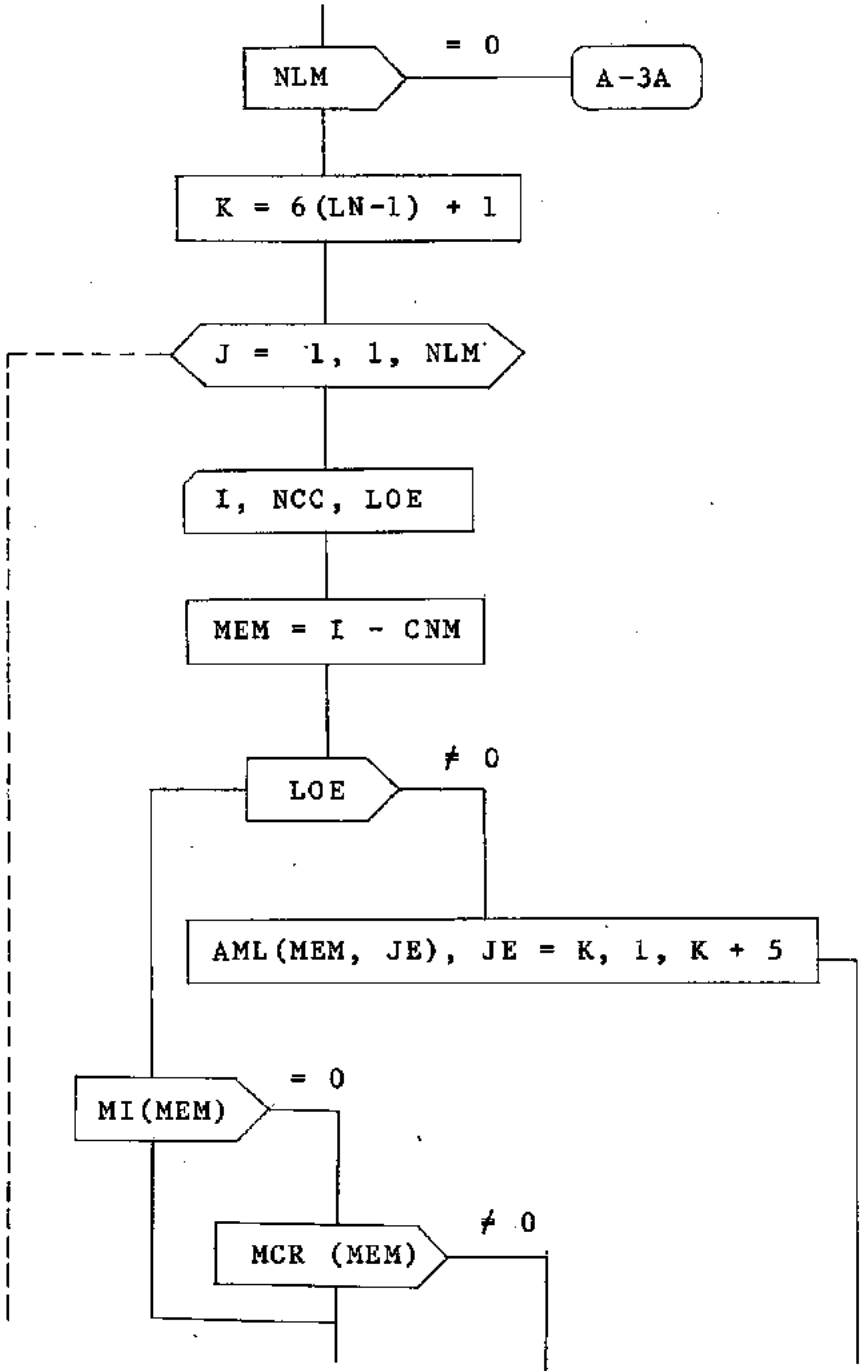 = 0
NLM
A-3A
K = 6(LN-1) + 1
J = 1, 1, NLM
I, NCC, LOE
MEM = I - CNM
≠ 0
LOE
AML(MEM, JE), JE = K, 1, K + 5
= 0
MI(MEM)
≠ 0
MCR (MEM)